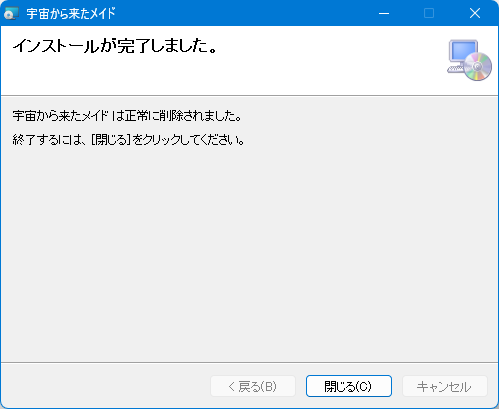 宇宙から来たメイド
インストールが完了しました。
宇宙から来たメイド は正常に削除されました。
終了するには、[閉じる]をクリックしてください。
< 戻る(B)
閉じる(C)
キャンセル